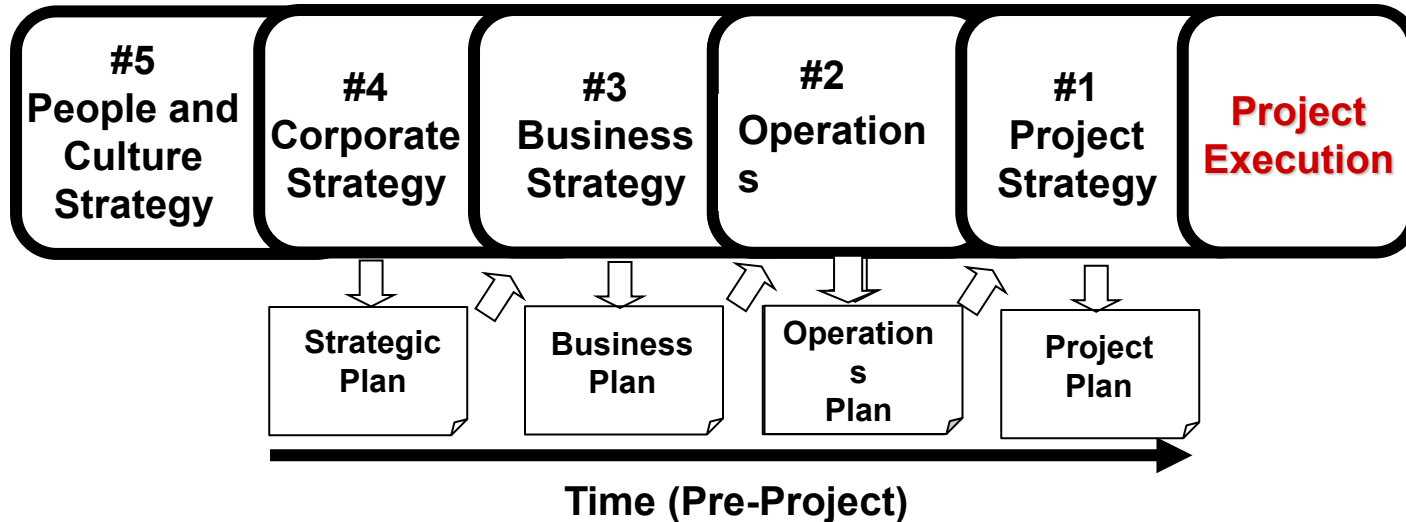 #5
People and
Culture
Strategy
#4
Corporate
Strategy
#3
Business
Strategy
#2
Operation
s
#1
Project
Strategy
Project
Execution
Strategic
Plan
Business
Plan
Operation
s
Plan
Project
Plan
Time (Pre-Project)